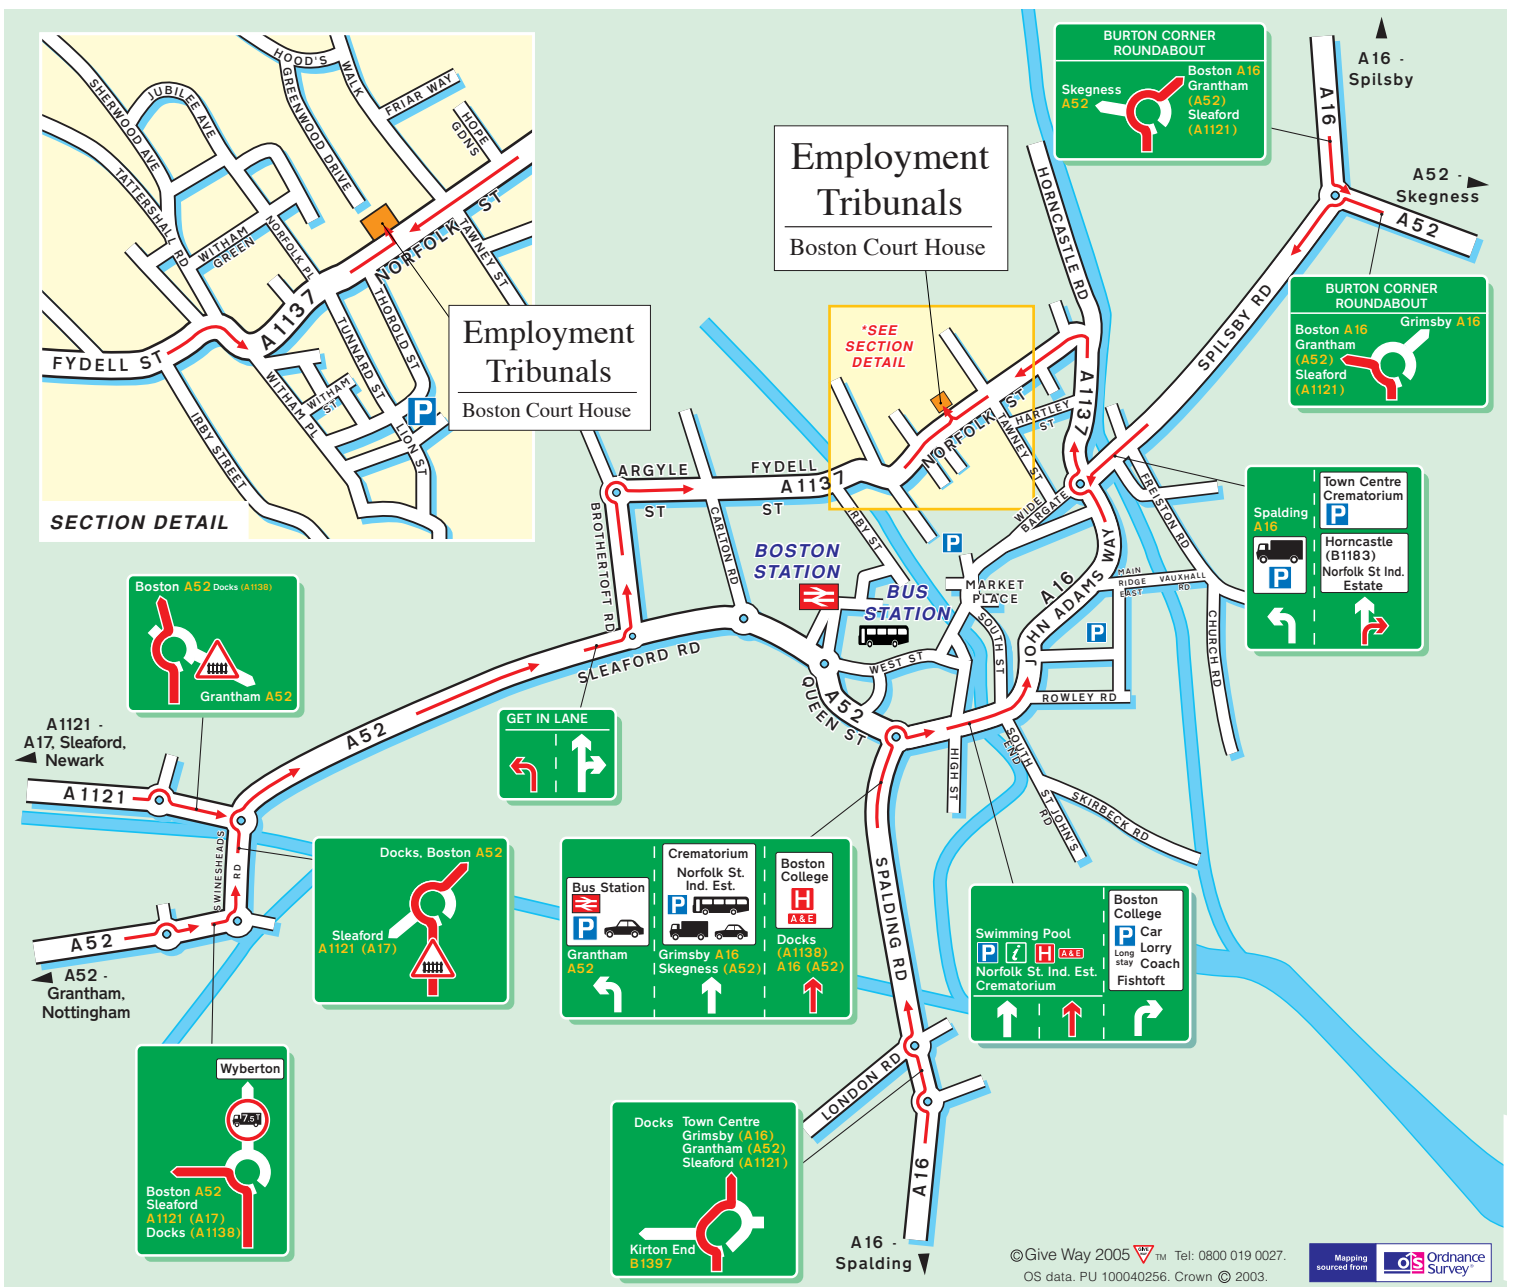 BURTON CORNER
ROUNDABOUT
Skegness
A52
Boston A16
Grantham
(A52)
Sleaford
(A1121)
A16 -
Spilsby
A16
A52 -
Skegness
A52
BURTON CORNER
ROUNDABOUT
Boston A16
Grantham
(A52)
Sleaford
(A1121)
Grimsby A16
SPILSBY RD
HORNCASTLE RD
Employment
Tribunals
Boston Court House
*SEE
SECTION
DETAIL
HOOD'S
WALK
GREENWOOD DRIVE
FRIAR WAY
HOPE
GDNS
SHERWOOD AVE
JUBILEE AVE
TATTERSHALL RD
WITHAM
GREEN
NORFOLK PL
NORFOLK ST
TAWNEY ST
A1137
THOROLD ST
TUNNARD ST
FYDELL ST
WITHAM PL
WITHAM
ST
IRBY STREET
LION ST
P
Employment
Tribunals
Boston Court House
SECTION DETAIL
ARGYLE
ST
FYDELL
ST
A1137
NORFOLK ST
HARTLEY
ST
TAWNEY ST
A1137
WIDE
BARGATE
IRBY ST
BROTHERTOFT RD
CARLTON RD
BOSTON
STATION
BUS
STATION
P
MARKET
PLACE
FREISTON RD
MAIN
RIDGE
EAST
VAUXHALL
RD
CHURCH RD
A16
JOHN ADAMS WAY
P
SOUTH ST
WEST ST
ROWLEY RD
SLEAFORD RD
A52
QUEEN ST
HIGH ST
SOUTH
END
ST JOHN'S
RD
SKIRBECK RD
Spalding
A16
P
Town Centre
Crematorium
P
Horncastle
(B1183)
Norfolk St Ind.
Estate
Boston A52 Docks (A1138)
Grantham A52
A1121 -
A17, Sleaford,
Newark
A1121
A52
GET IN LANE
SWINESHEADS
RD
Docks, Boston A52
Sleaford
A1121 (A17)
A52
A52 -
Grantham,
Nottingham
Bus Station
P
Grantham
A52
Crematorium
Norfolk St.
Ind. Est.
P
Grimsby A16
Skegness (A52)
Boston
College
H
A&E
Docks
(A1138)
A16 (A52)
SPALDING RD
Swimming Pool
P i H A&E
Norfolk St. Ind. Est.
Crematorium
Boston
College
P Car
Lorry
Long
stay Coach
Fishtoft
Wyberton
7.5T
Boston A52
Sleaford
A1121 (A17)
Docks (A1138)
LONDON RD
Docks Town Centre
Grimsby (A16)
Grantham (A52)
Sleaford (A1121)
Kirton End
B1397
A16
A16 -
Spalding
© Give Way 2005 GIVE WAY TM Tel: 0800 019 0027.
OS data. PU 100040256. Crown © 2003.
Mapping
sourced from
OS Ordnance
Survey®